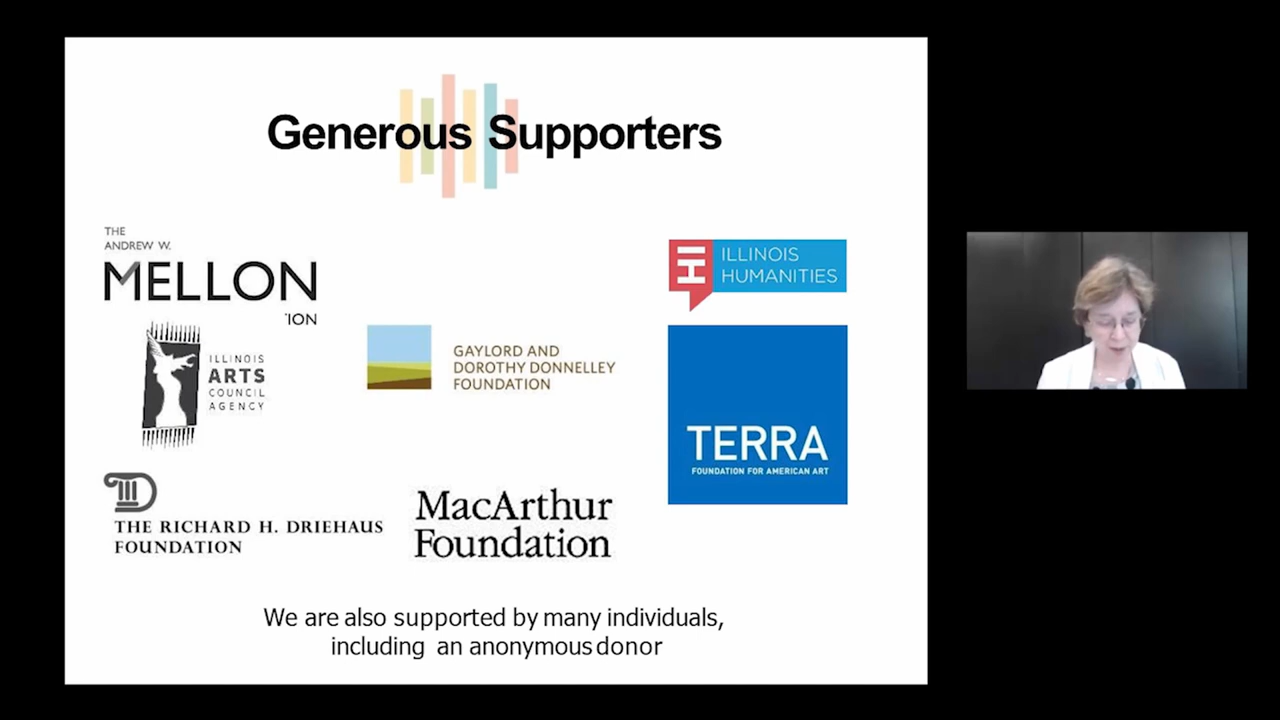 Generous Supporters
THE
ANDREW W.
MELLON
'ION
ILLINOIS
HUMANITIES
ILLINOIS
ARTS
COUNCIL
AGENCY
GAYLORD AND
DOROTHY DONNELLEY
FOUNDATION
TERRA
FOUNDATION FOR AMERICAN ART
THE RICHARD H. DRIEHAUS
FOUNDATION
MacArthur
Foundation
We are also supported by many individuals,
including an anonymous donor